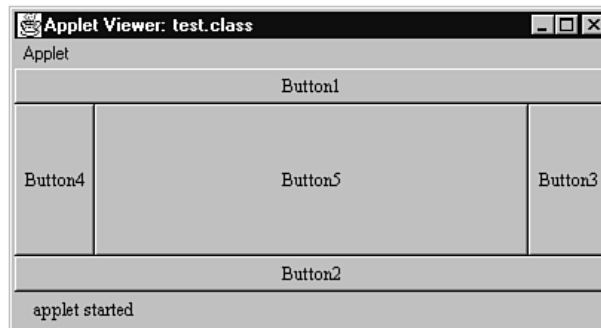 Applet Viewer: test.class
Applet
Button1
Button4 Button5 Button3
Button2
applet started